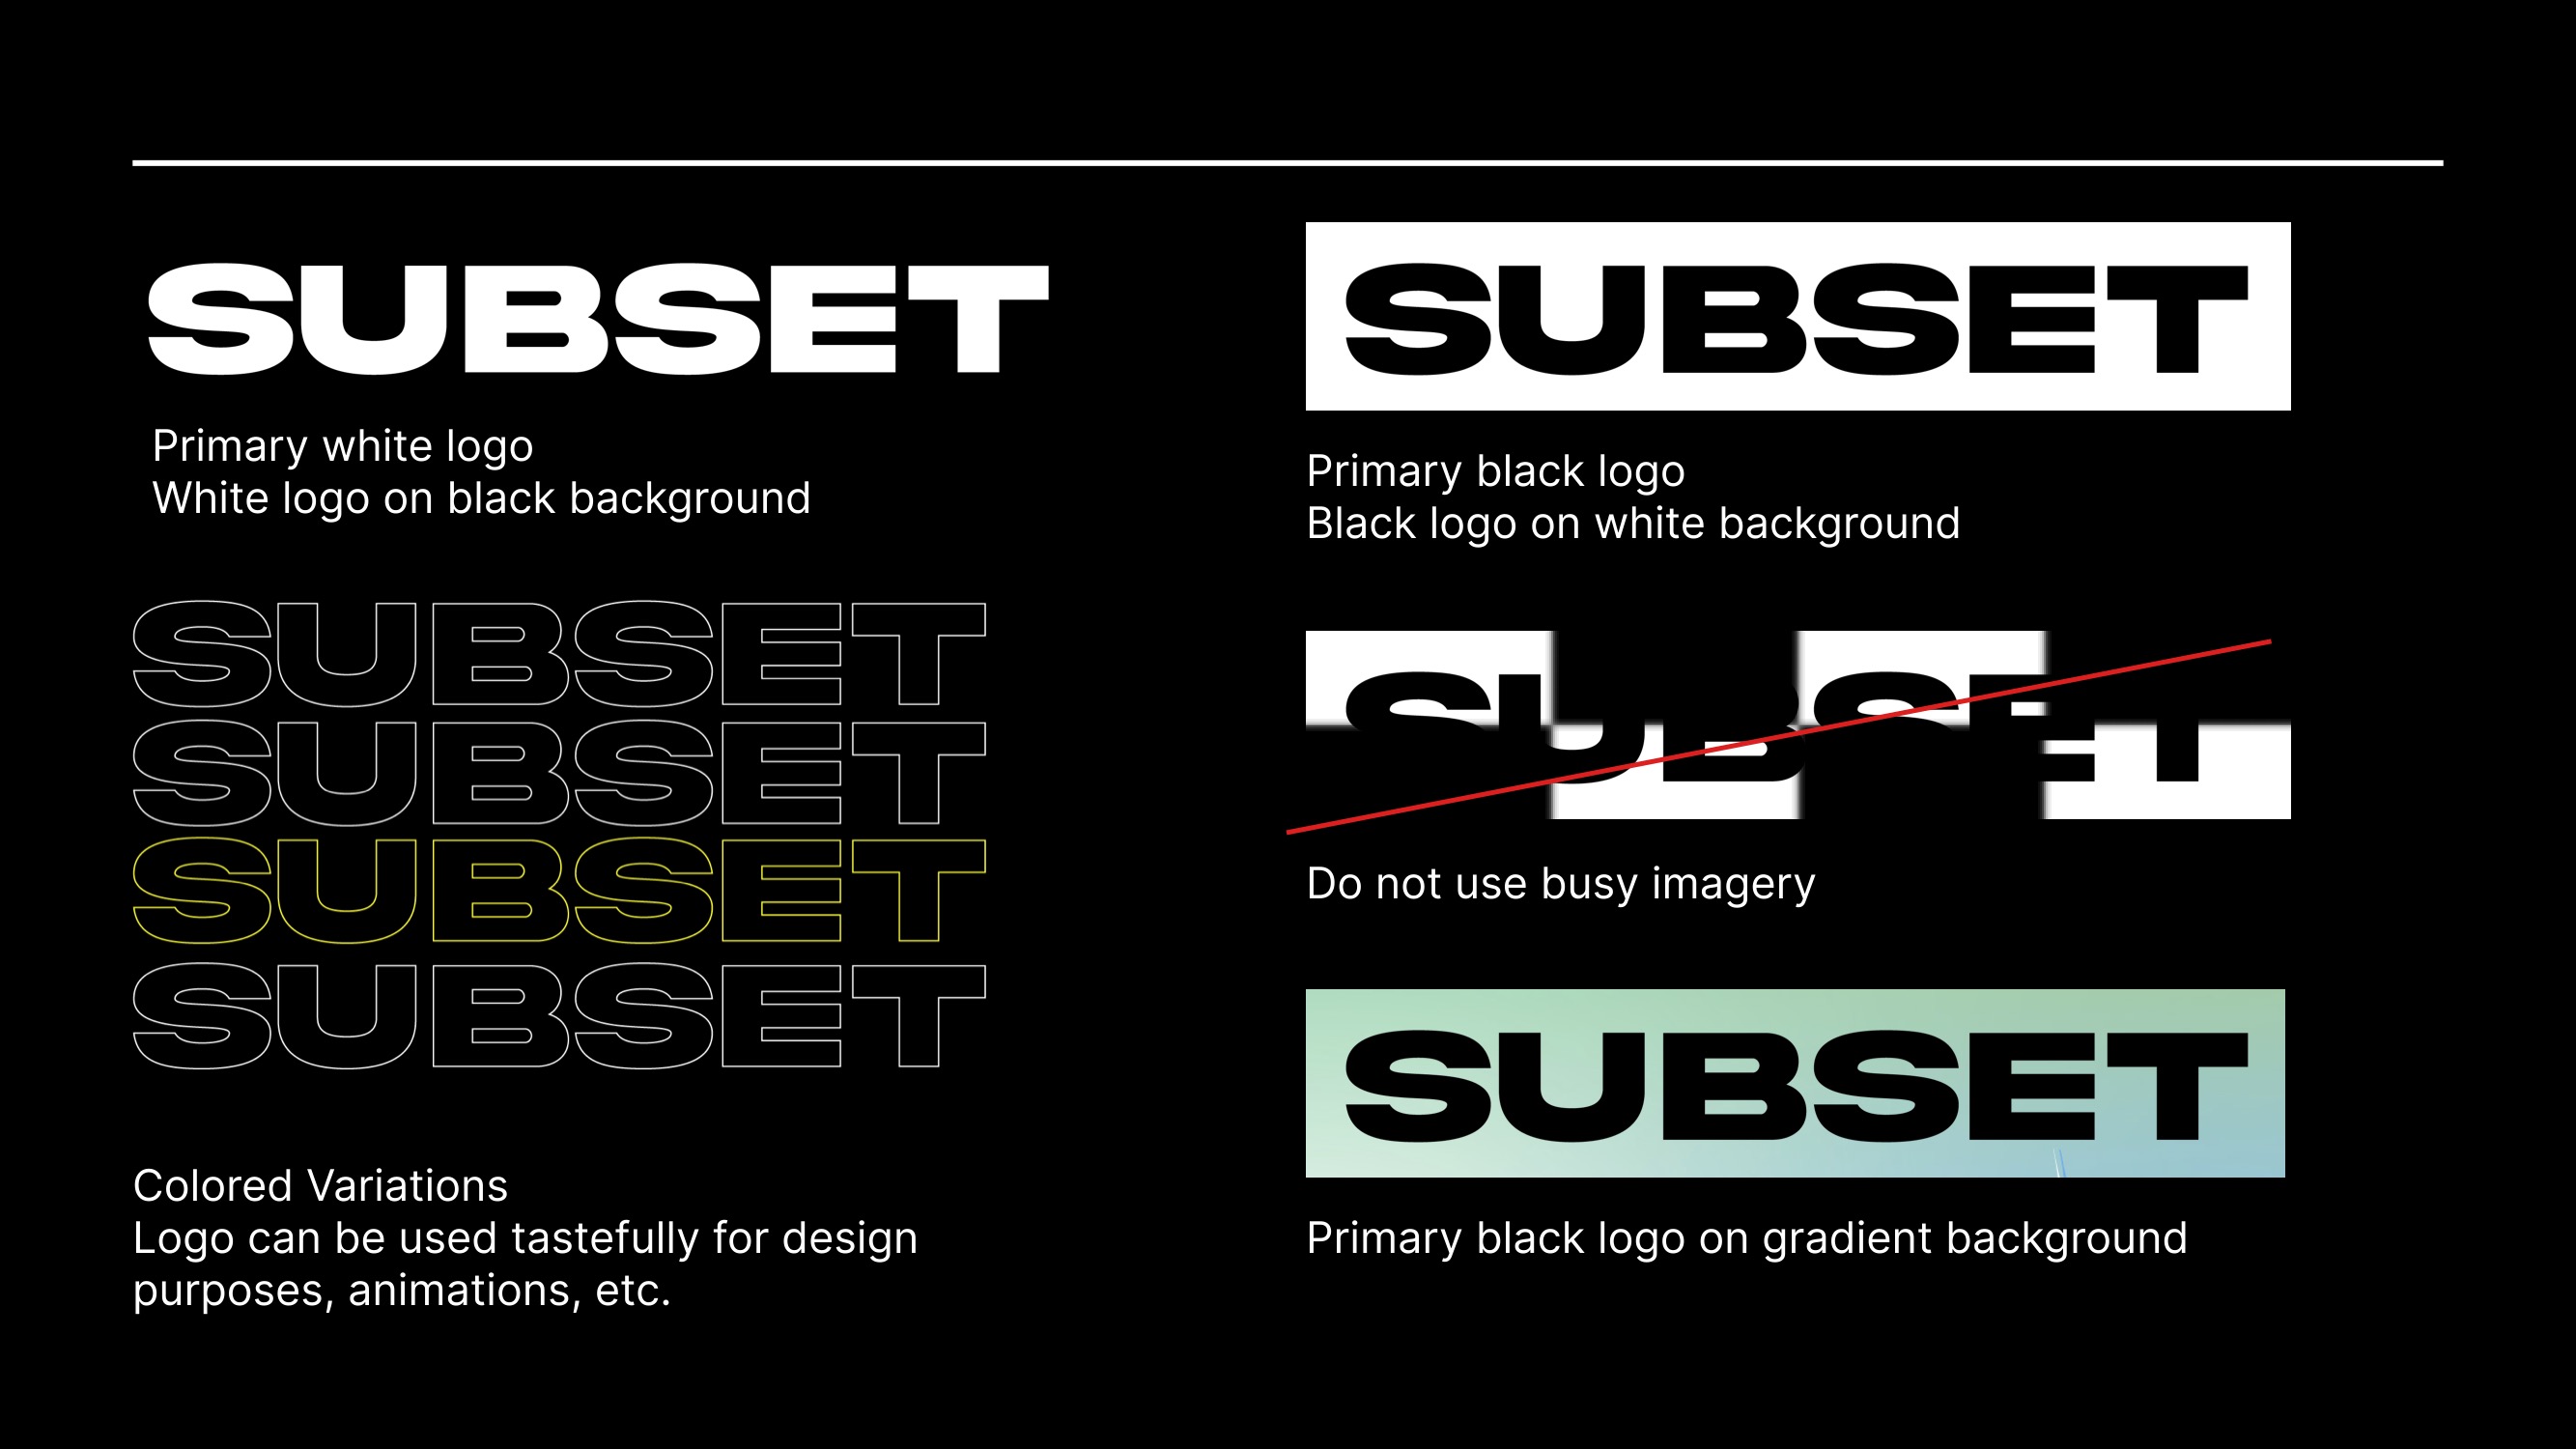 SUBSET
Primary white logo
White logo on black background
SUBSET
SUBSET
SUBSET
SUBSET
Colored Variations
Logo can be used tastefully for design
purposes, animations, etc.
SUBSET
Primary black logo
Black logo on white background
SUBSET
Do not use busy imagery
SUBSET
Primary black logo on gradient background